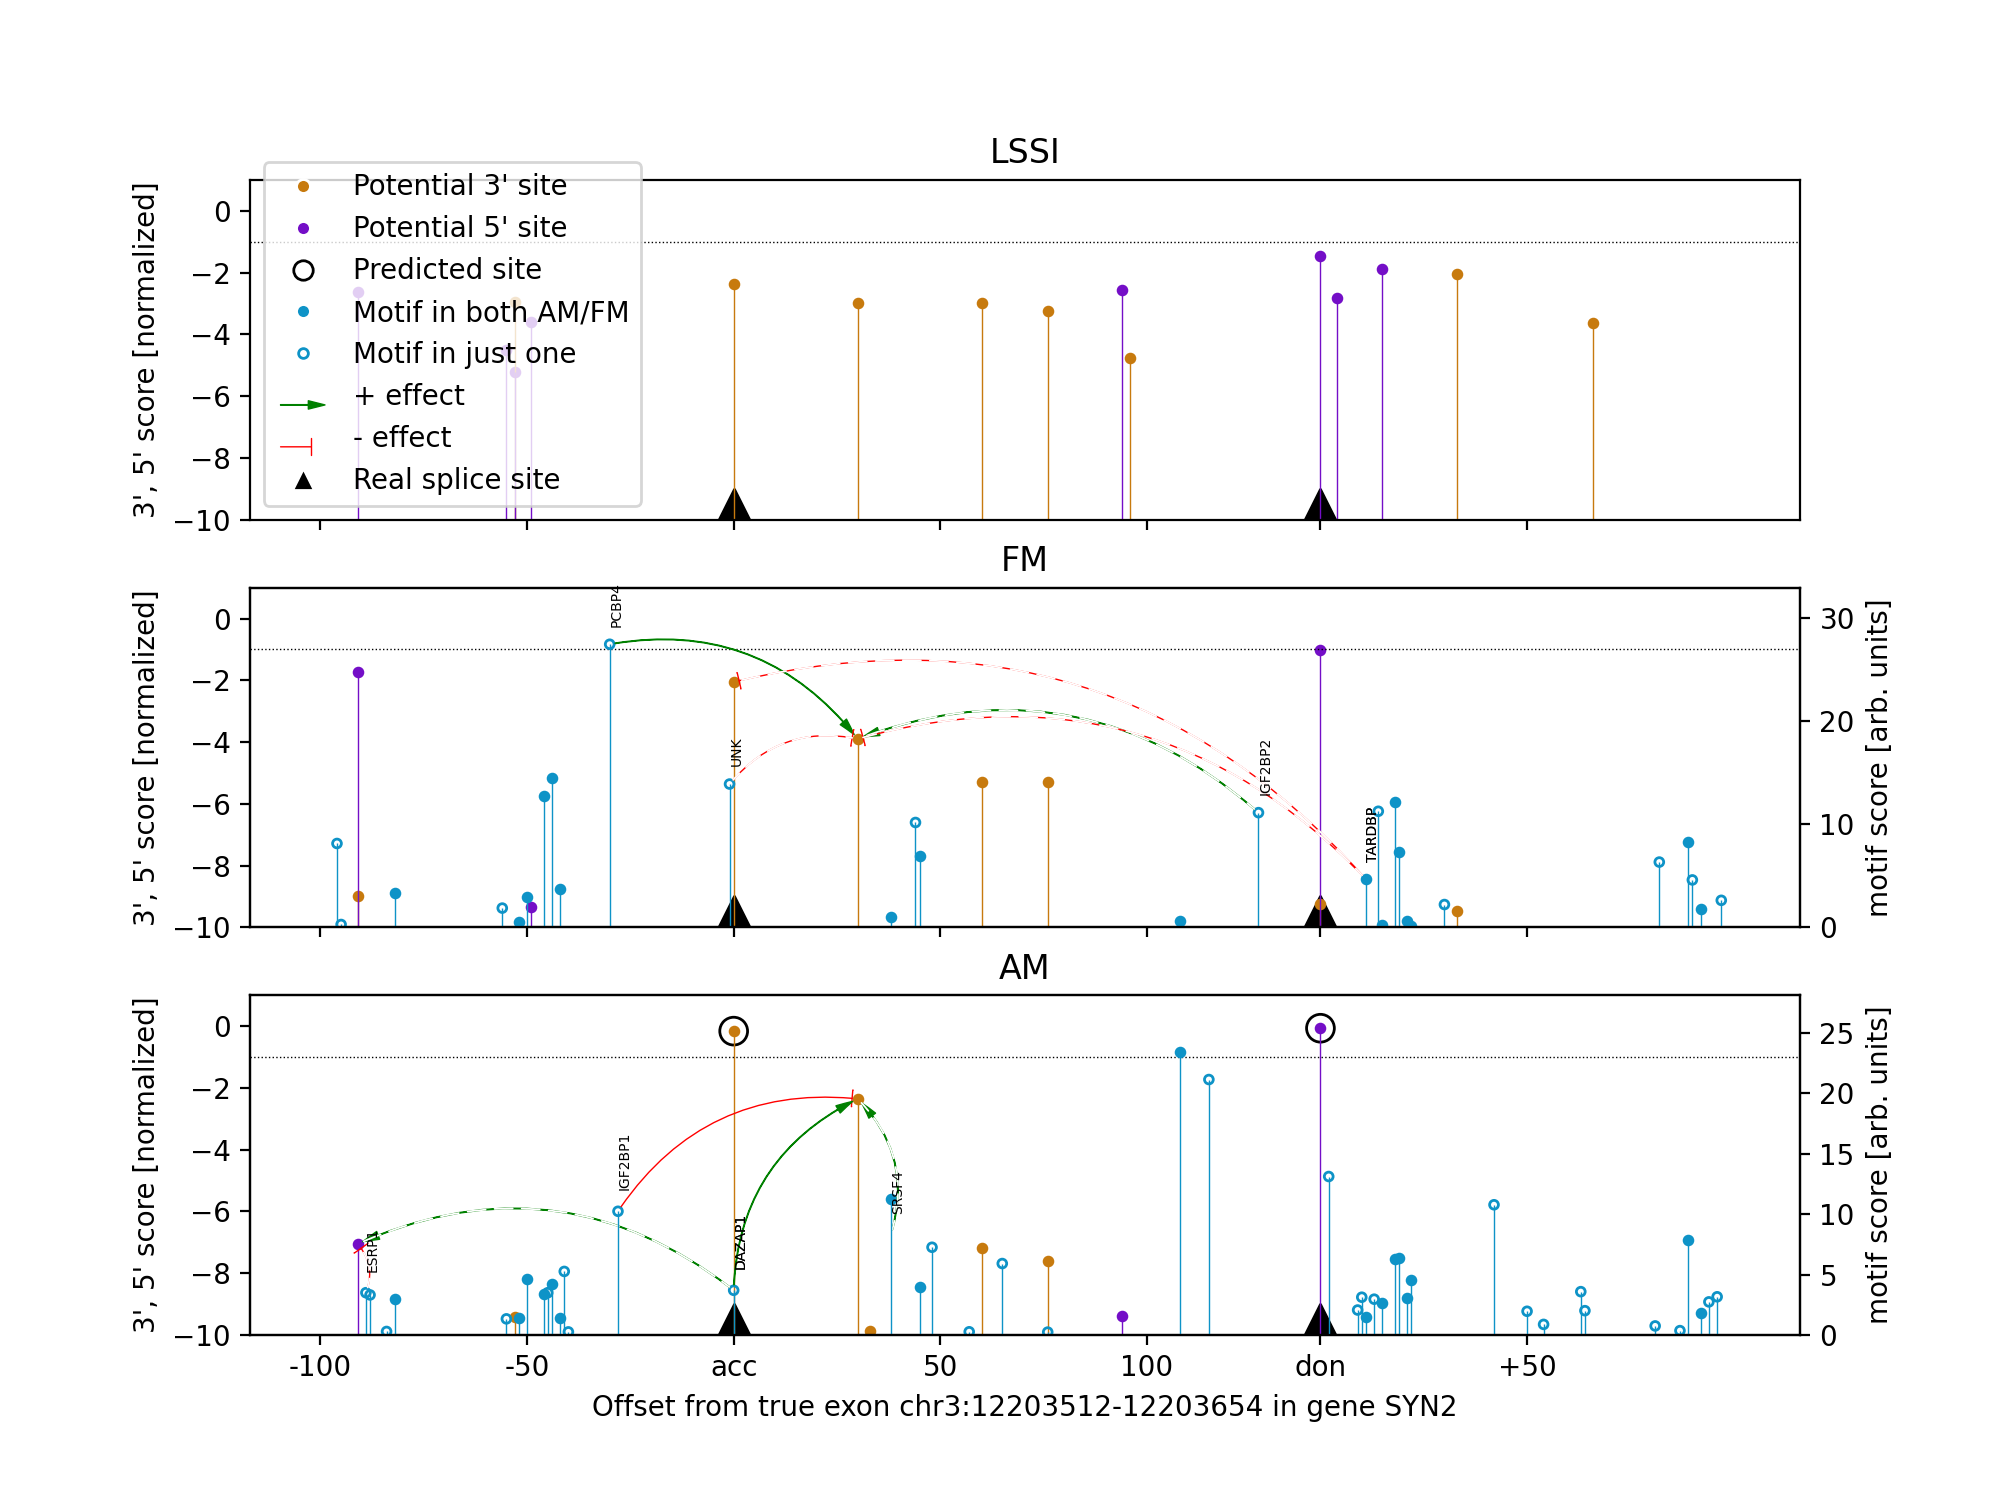 LSSI
3', 5' score [normalized]
0
−2
−4
−6
−8
−10
Potential 3' site
Potential 5' site
Predicted site
Motif in both AM/FM
Motif in just one
+ effect
- effect
Real splice site
FM
3', 5' score [normalized]
0
−2
−4
−6
−8
−10
PCBP4
UNK
IGF2BP2
TARDBP
30
20
10
0
motif score [arb. units]
AM
3', 5' score [normalized]
0
−2
−4
−6
−8
−10
ESRP1
IGF2BP1
DAZAP1
SRSF4
25
20
15
10
5
0
motif score [arb. units]
-100
-50
acc
50
100
don
+50
Offset from true exon chr3:12203512-12203654 in gene SYN2